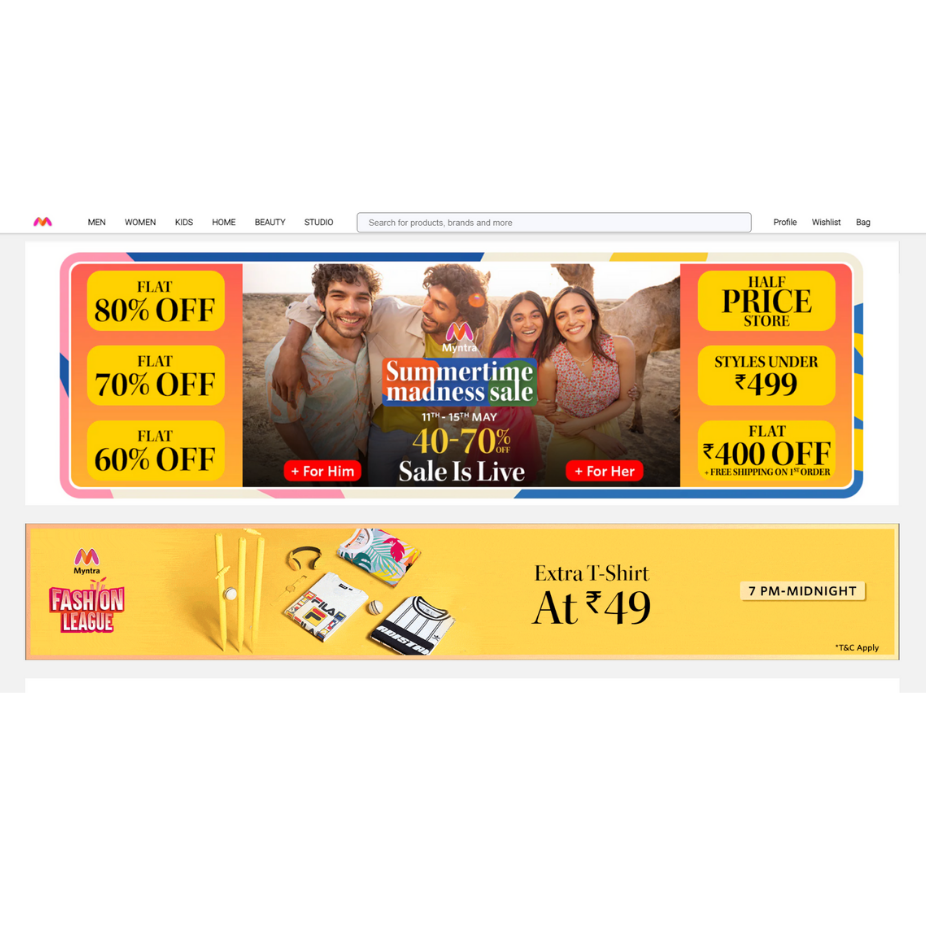 MEN WOMEN KIDS HOME BEAUTY STUDIO Search for products, brands and more Profile Wishlist Bag
FLAT
80% OFF
FLAT
70% OFF
FLAT
60% OFF
Myntra
Summertime
madness sale
11TH - 15TH MAY
40-70% OFF
Sale Is Live
+ For Him
+ For Her
HALF
PRICE
STORE
STYLES UNDER
₹499
FLAT
₹400 OFF
+ FREE SHIPPING ON 1ST ORDER
Myntra
FASHION
LEAGUE
FILA
F
Extra T-Shirt
At ₹49
7 PM-MIDNIGHT
*T&C Apply